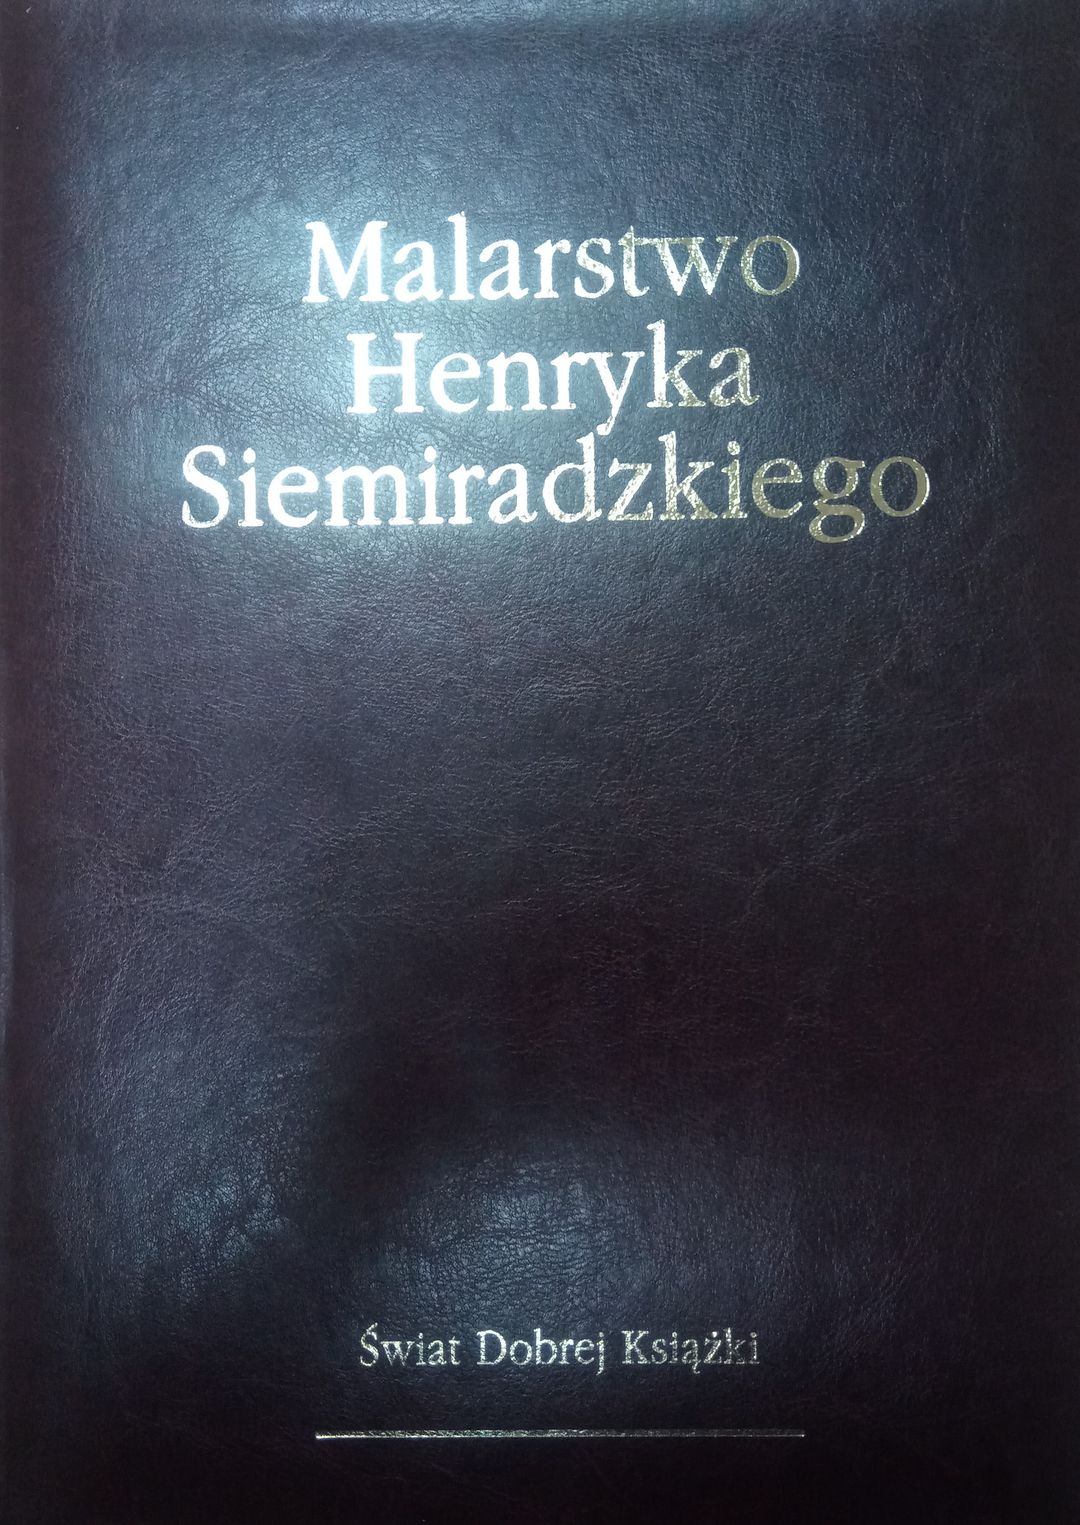 Malarstwo
Henryka
Siemiradzkiego
Świat Dobrej Książki